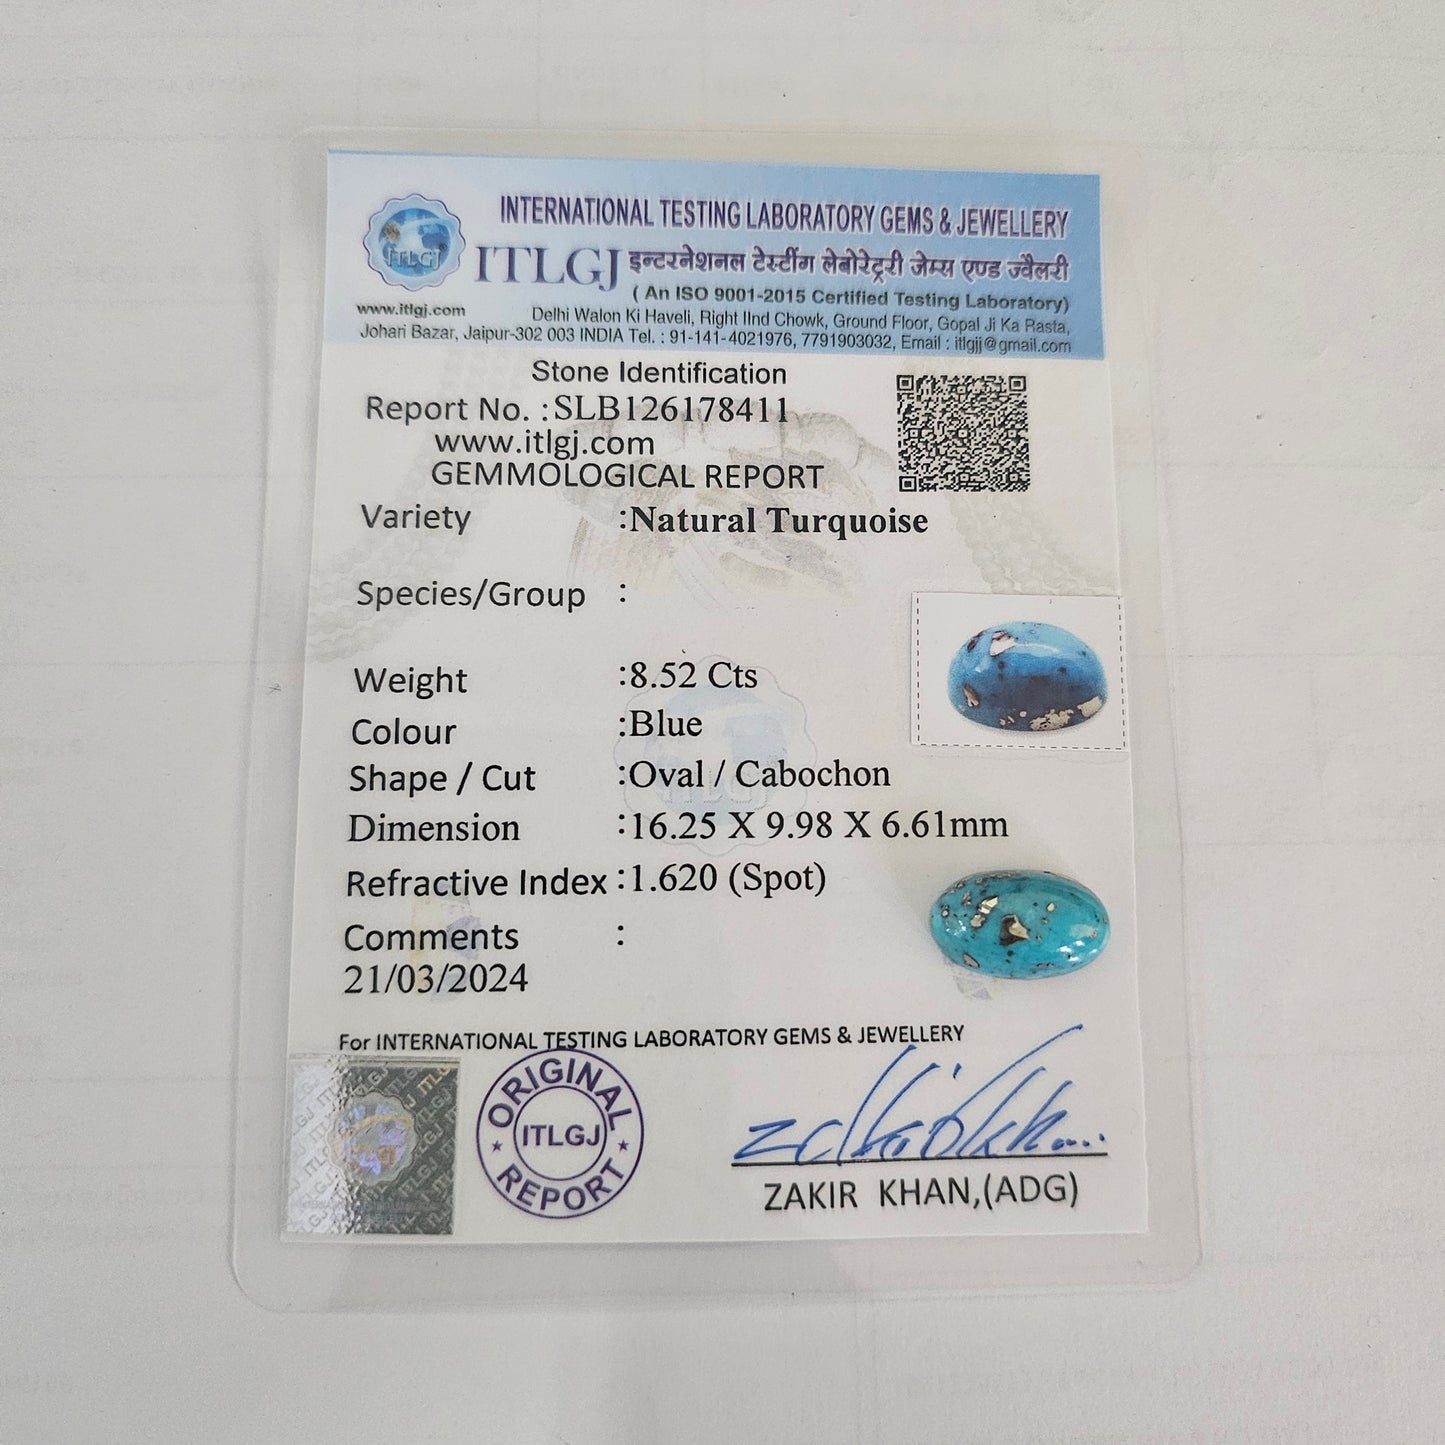 INTERNATIONAL TESTING LABORATORY GEMS & JEWELLERY
ITLGJ
ITLGJ इन्टरनेशनल टेस्टींग लेबोरेट्री जेम्स एण्ड ज्वैलरी
( An ISO 9001-2015 Certified Testing Laboratory)
www.itlgj.com Delhi Walon Ki Haveli, Right IInd Chowk, Ground Floor, Gopal Ji Ka Rasta,
Johari Bazar, Jaipur-302 003 INDIA Tel. : 91-141-4021976, 7791903032, Email : itlgjj@gmail.com
Stone Identification
Report No. :SLB126178411
www.itlgj.com
GEMMOLOGICAL REPORT
Variety :Natural Turquoise
Species/Group :
Weight :8.52 Cts
Colour :Blue
Shape / Cut :Oval / Cabochon
Dimension :16.25 X 9.98 X 6.61mm
Refractive Index :1.620 (Spot)
Comments :
21/03/2024
For INTERNATIONAL TESTING LABORATORY GEMS & JEWELLERY
ORIGINAL
ITLGJ
REPORT
ZAKIR KHAN,(ADG)